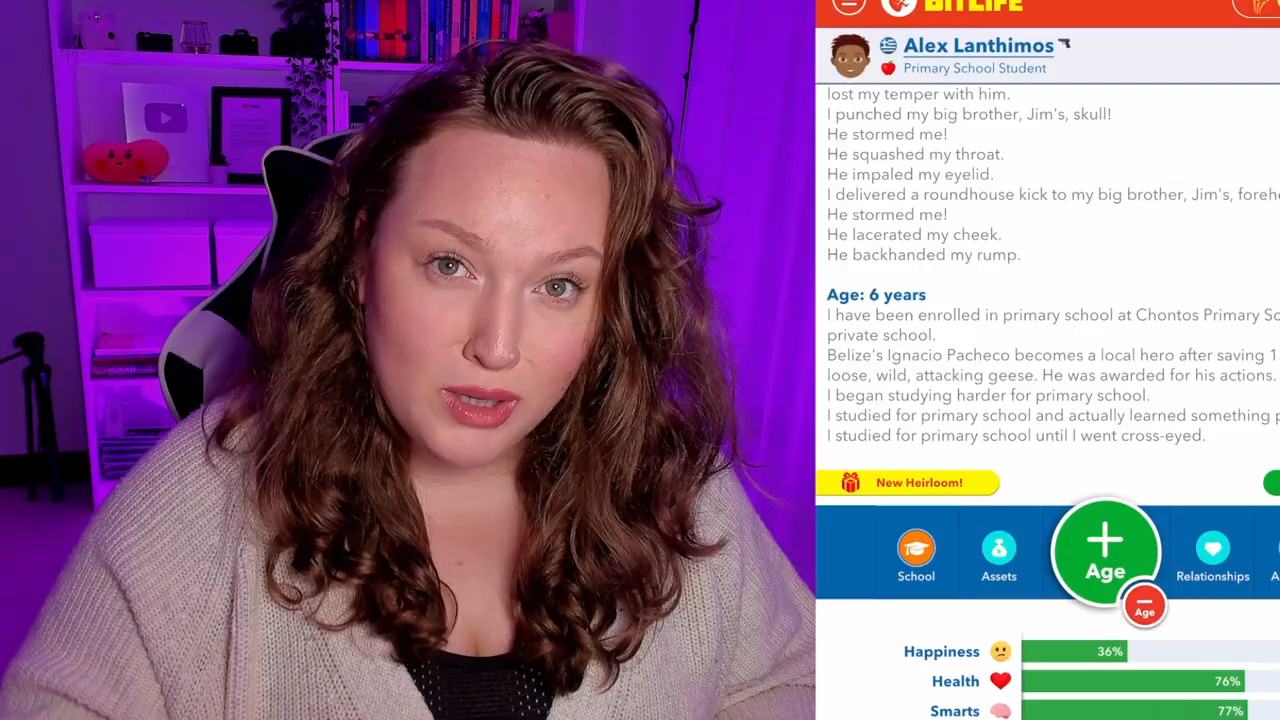 BITLIFE
Alex Lanthimos
Primary School Student
lost my temper with him.
I punched my big brother, Jim's, skull!
He stormed me!
He squashed my throat.
He impaled my eyelid.
I delivered a roundhouse kick to my big brother, Jim's, forehe
He stormed me!
He lacerated my cheek.
He backhanded my rump.
Age: 6 years
I have been enrolled in primary school at Chontos Primary Sc
private school.
Belize's Ignacio Pacheco becomes a local hero after saving 1
loose, wild, attacking geese. He was awarded for his actions.
I began studying harder for primary school.
I studied for primary school and actually learned something p
I studied for primary school until I went cross-eyed.
New Heirloom!
+
Age
School
Assets
Relationships
A
Age
Happiness 36%
Health 76%
Smarts 77%